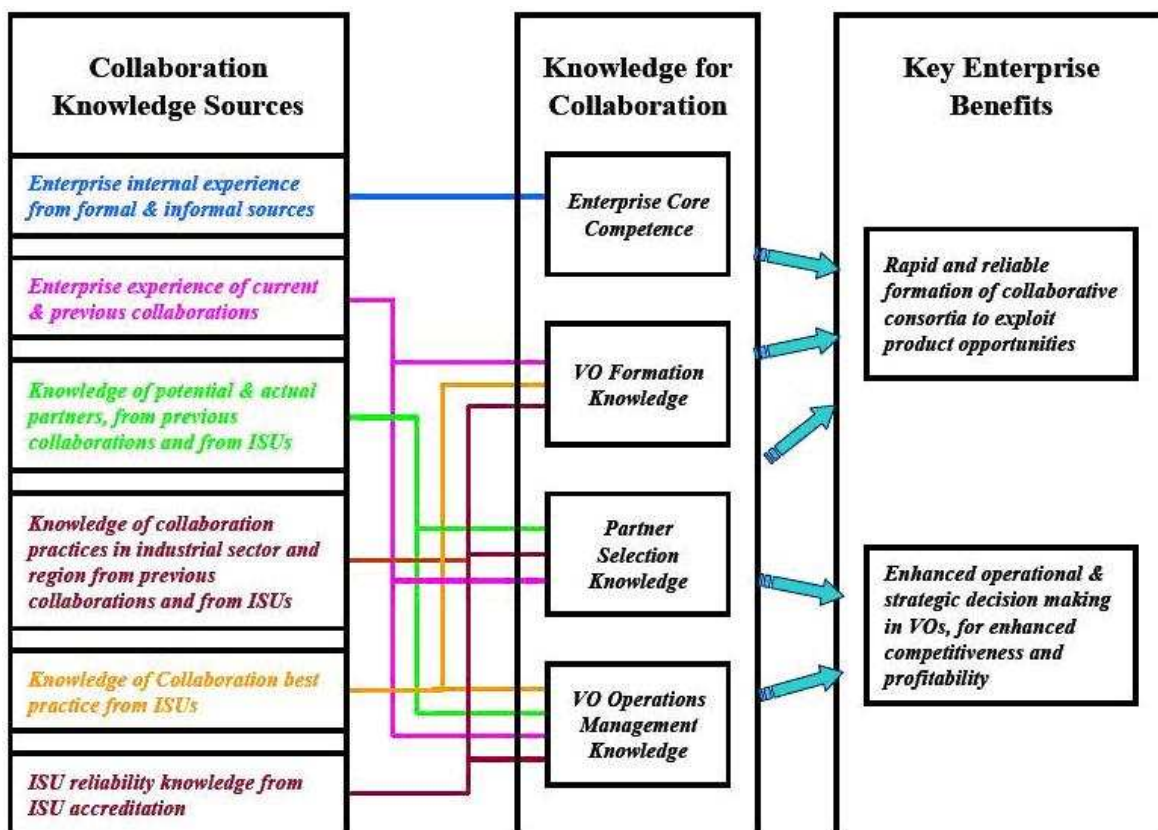 Collaboration
Knowledge Sources
Enterprise internal experience
from formal & informal sources
Enterprise experience of current
& previous collaborations
Knowledge of potential & actual
partners, from previous
collaborations and from ISUs
Knowledge of collaboration
practices in industrial sector and
region from previous
collaborations and from ISUs
Knowledge of Collaboration best
practice from ISUs
ISU reliability knowledge from
ISU accreditation
Knowledge for
Collaboration
Enterprise Core
Competence
VO Formation
Knowledge
Partner
Selection
Knowledge
VO Operations
Management
Knowledge
Key Enterprise
Benefits
Rapid and reliable
formation of collaborative
consortia to exploit
product opportunities
Enhanced operational &
strategic decision making
in VOs, for enhanced
competitiveness and
profitability